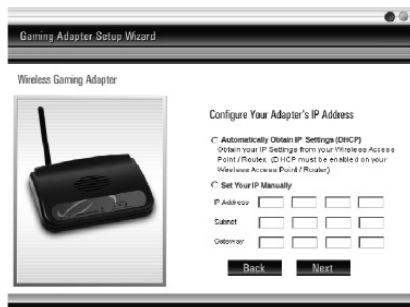 Gaming Adapter Setup Wizard
Wireless Gaming Adapter
Configure Your Adapter's IP Address
Automatically Obtain IP Settings (DHCP)
Obtain your IP Settings from your Wireless Access
Point / Router. (DHCP must be enabled on your
Wireless Access Point / Router)
Set Your IP Manually
IP Address
Subnet
Gateway
Back
Next